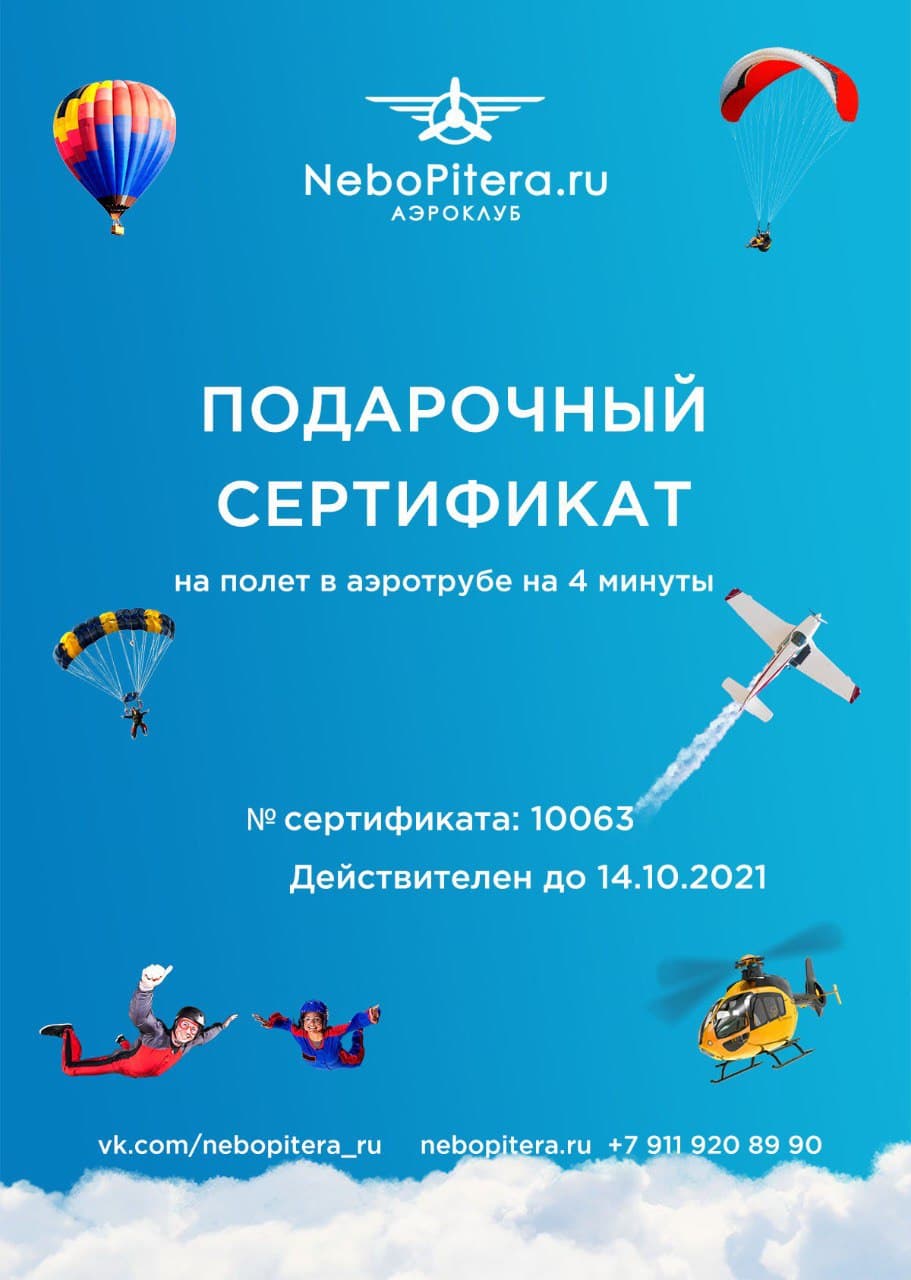 NeboPitera.ru
АЭРОКЛУБ
ПОДАРОЧНЫЙ
СЕРТИФИКАТ
на полет в аэротрубе на 4 минуты
№ сертификата: 10063
Действителен до 14.10.2021
vk.com/nebopitera_ru nebopitera.ru +7 911 920 89 90